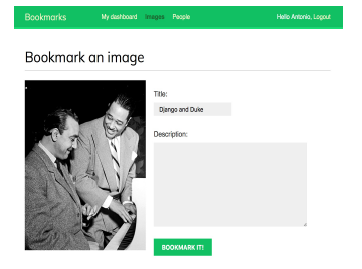 Bookmarks My dashboard Images People Hello Antonio, Logout
Bookmark an image
Title:
Django and Duke
Description:
BOOKMARK IT!